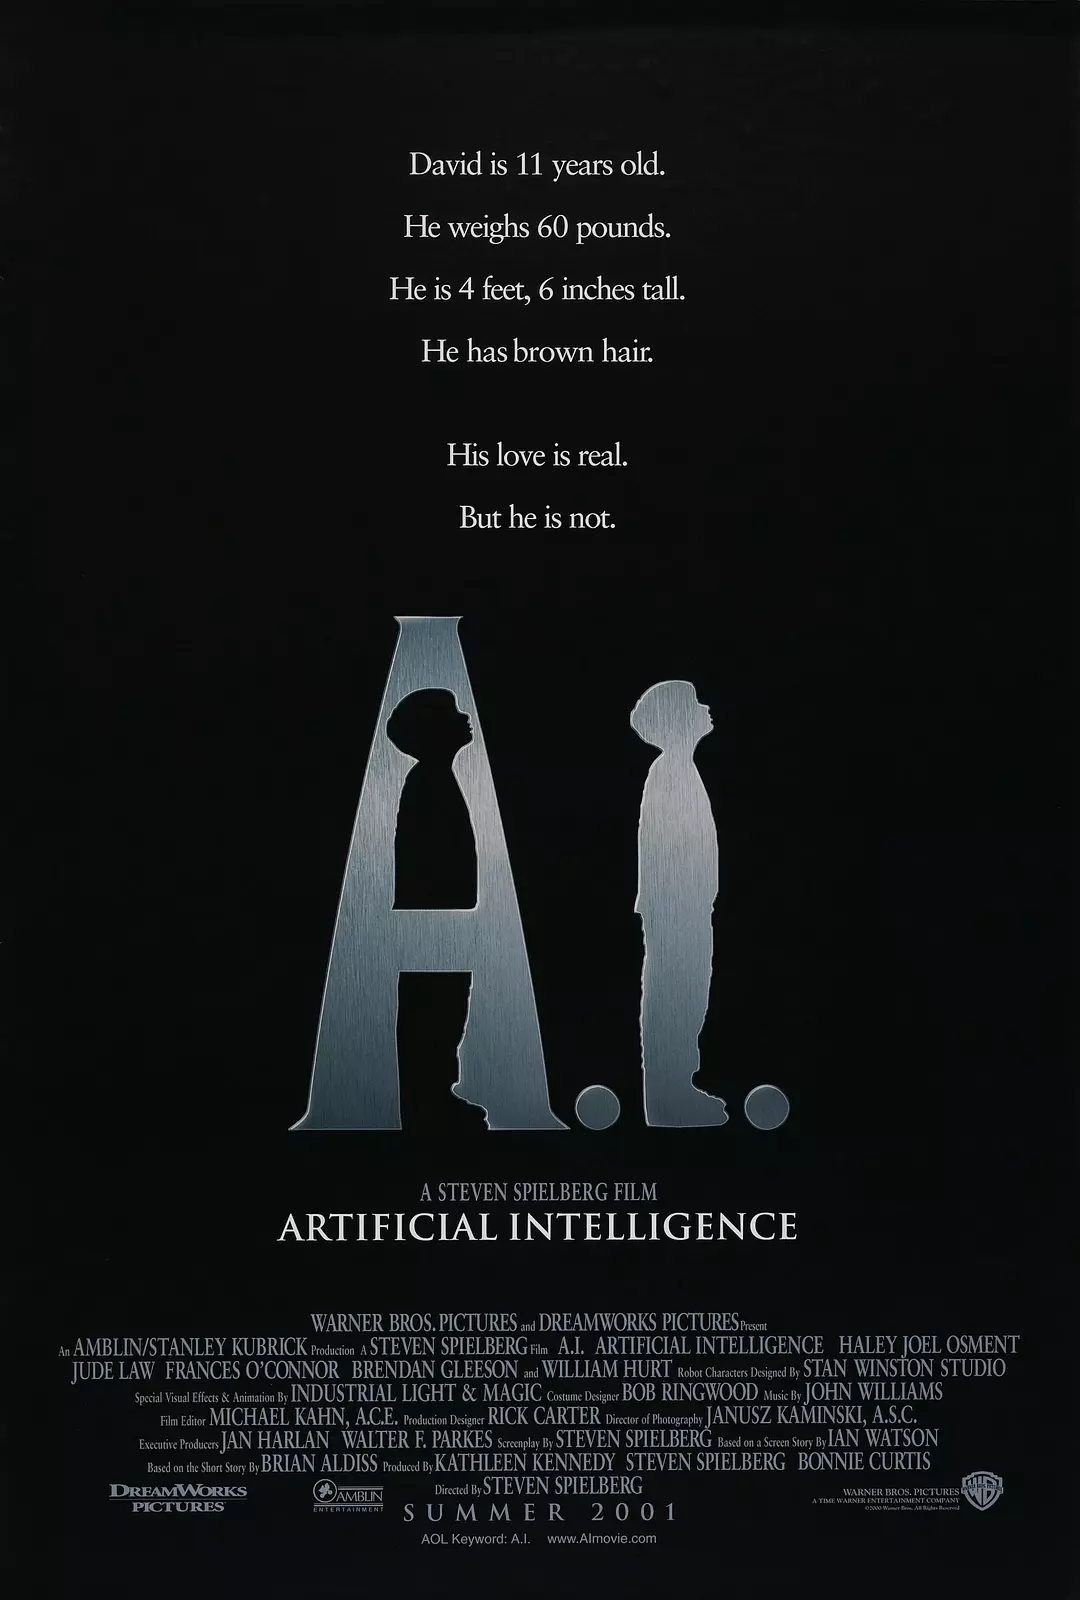 David is 11 years old.
He weighs 60 pounds.
He is 4 feet, 6 inches tall.
He has brown hair.
His love is real.
But he is not.
A.I.
A STEVEN SPIELBERG FILM
ARTIFICIAL INTELLIGENCE
WARNER BROS. PICTURES and DREAMWORKS PICTURES Present
An AMBLIN/STANLEY KUBRICK Production A STEVEN SPIELBERG Film A.I. ARTIFICIAL INTELLIGENCE HALEY JOEL OSMENT
JUDE LAW FRANCES O'CONNOR BRENDAN GLEESON and WILLIAM HURT Robot Characters Designed By STAN WINSTON STUDIO
Special Visual Effects & Animation By INDUSTRIAL LIGHT & MAGIC Costume Designer BOB RINGWOOD Music By JOHN WILLIAMS
Film Editor MICHAEL KAHN, A.C.E. Production Designer RICK CARTER Director of Photography JANUSZ KAMINSKI, A.S.C.
Executive Producers JAN HARLAN WALTER F. PARKES Screenplay By STEVEN SPIELBERG Based on a Screen Story By IAN WATSON
Based on the Short Story By BRIAN ALDISS Produced By KATHLEEN KENNEDY STEVEN SPIELBERG BONNIE CURTIS
Directed By STEVEN SPIELBERG
DREAMWORKS
PICTURES
AMBLIN
ENTERTAINMENT
SUMMER 2001
WARNER BROS. PICTURES
A TIME WARNER ENTERTAINMENT COMPANY
©2000 Warner Bros. All Rights Reserved
WB
AOL Keyword: A.I. www.AImovie.com